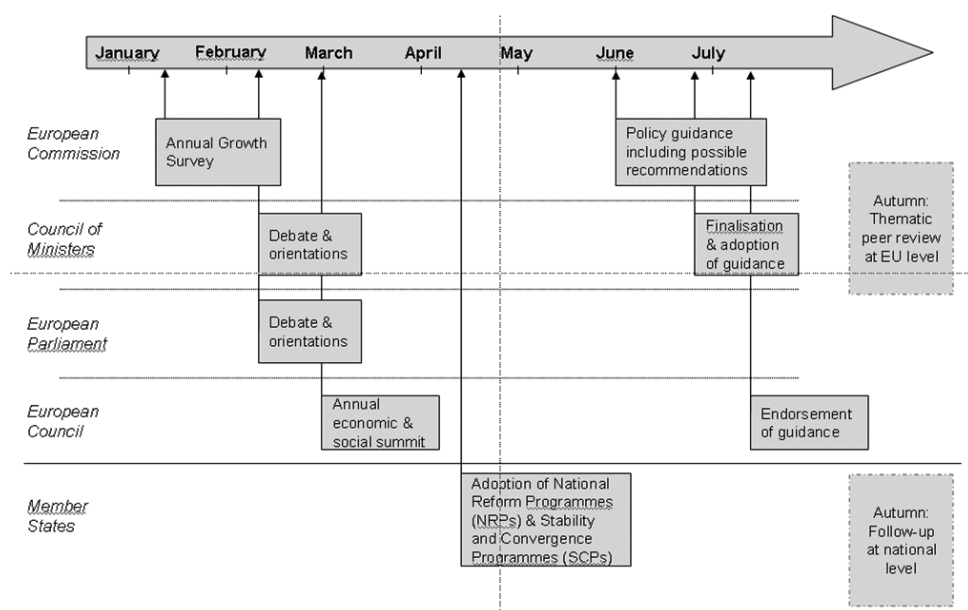 January February March April May June July
European
Commission
Annual Growth
Survey
Policy guidance
including possible
recommendations
Council of
Ministers
Debate &
orientations
Finalisation
& adoption
of guidance
Autumn:
Thematic
peer review
at EU level
European
Parliament
Debate &
orientations
European
Council
Annual
economic &
social summit
Endorsement
of guidance
Member
States
Adoption of National
Reform Programmes
(NRPs) & Stability
and Convergence
Programmes (SCPs)
Autumn:
Follow-up
at national
level